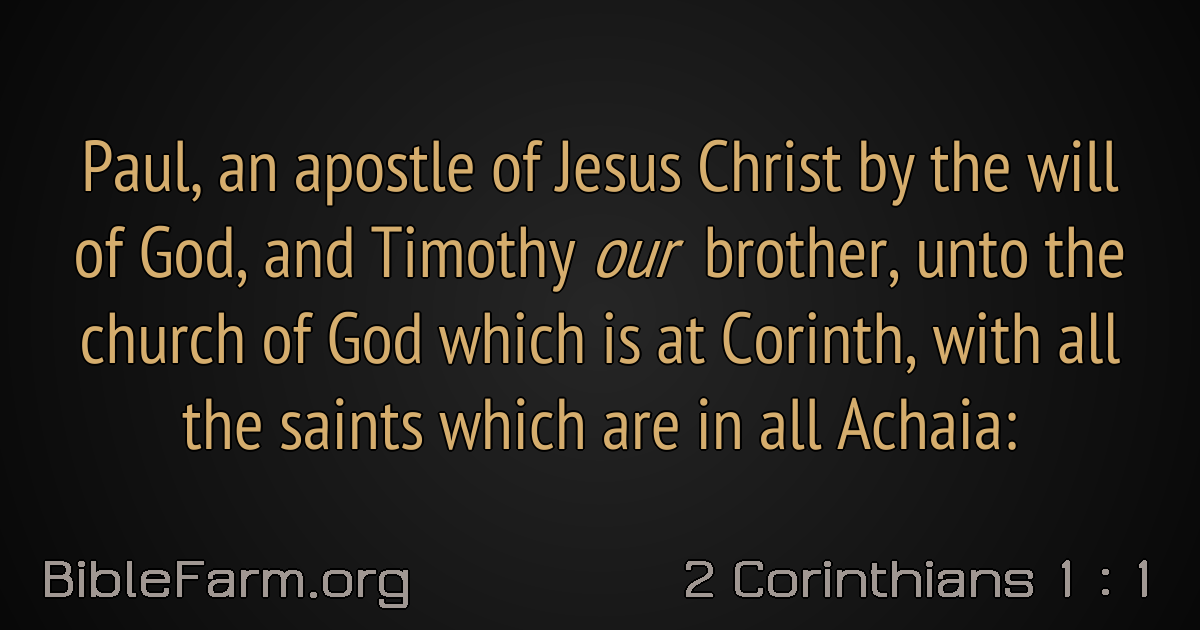 Paul, an apostle of Jesus Christ by the will
of God, and Timothy our brother, unto the
church of God which is at Corinth, with all
the saints which are in all Achaia:
BibleFarm.org
2 Corinthians 1 : 1